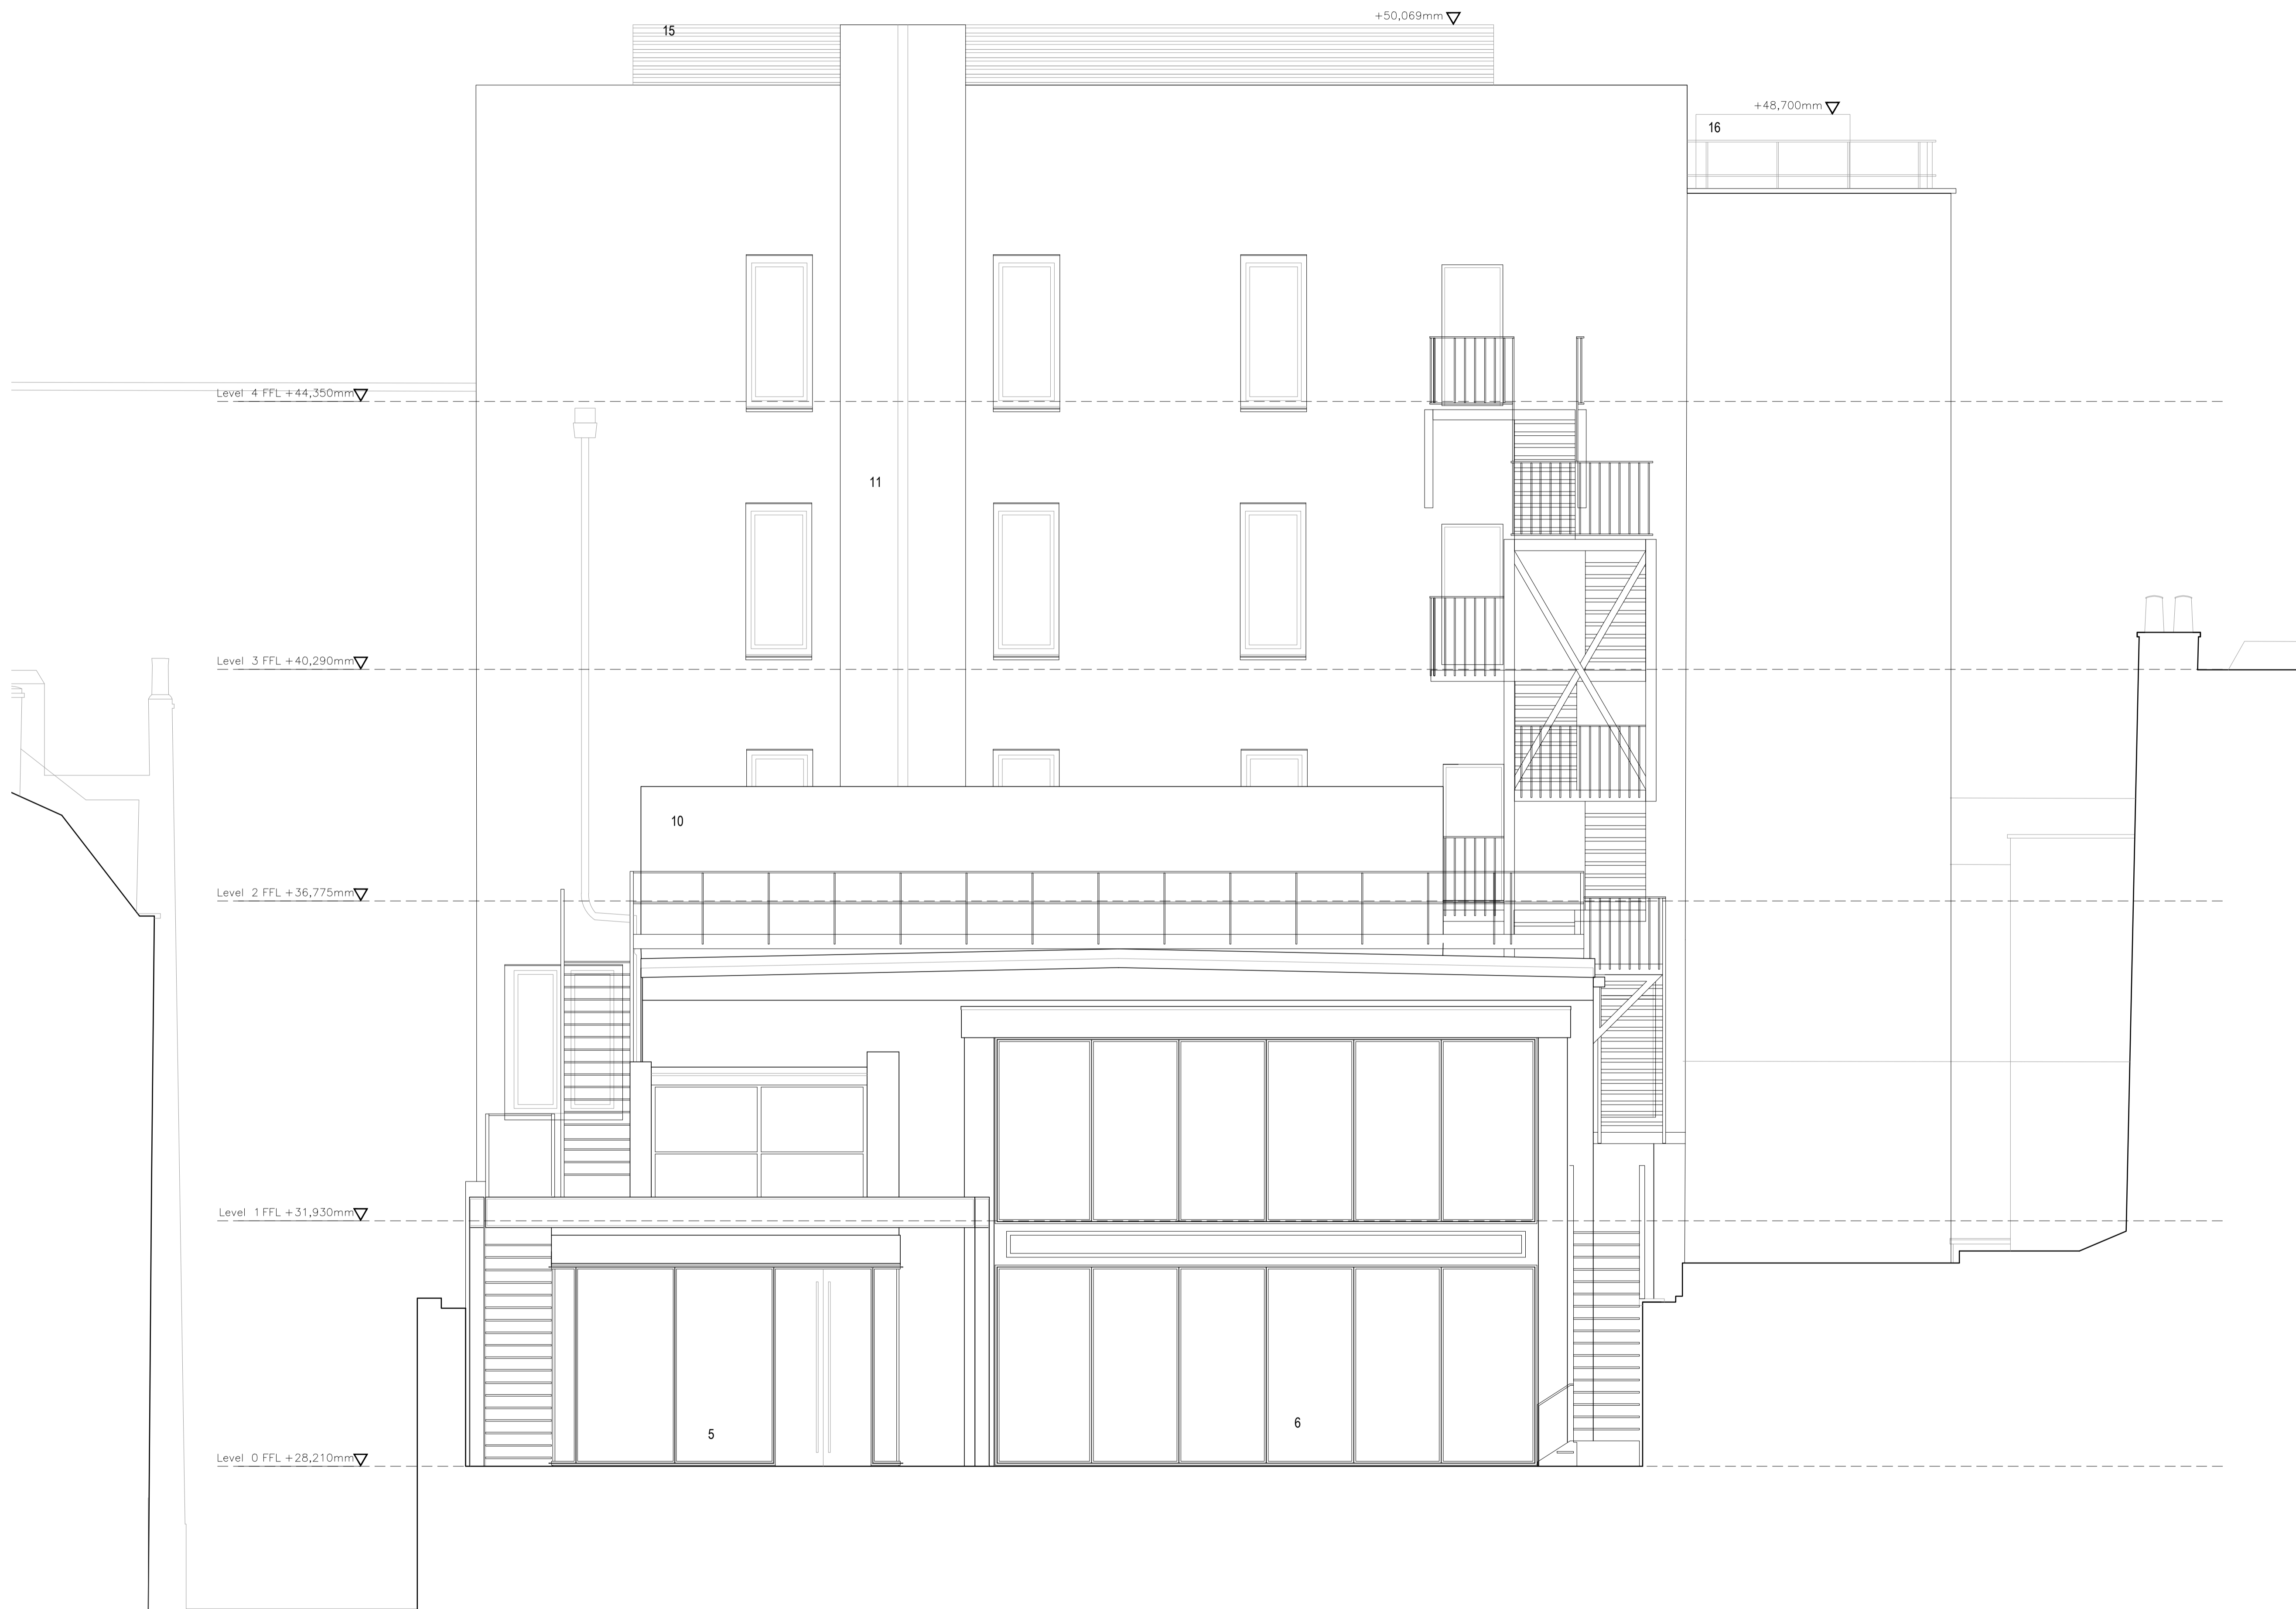 +50,069mm
15
+48,700mm
16
Level 4 FFL +44,350mm
11
Level 3 FFL +40,290mm
10
Level 2 FFL +36,775mm
Level 1 FFL +31,930mm
6
5
Level 0 FFL +28,210mm